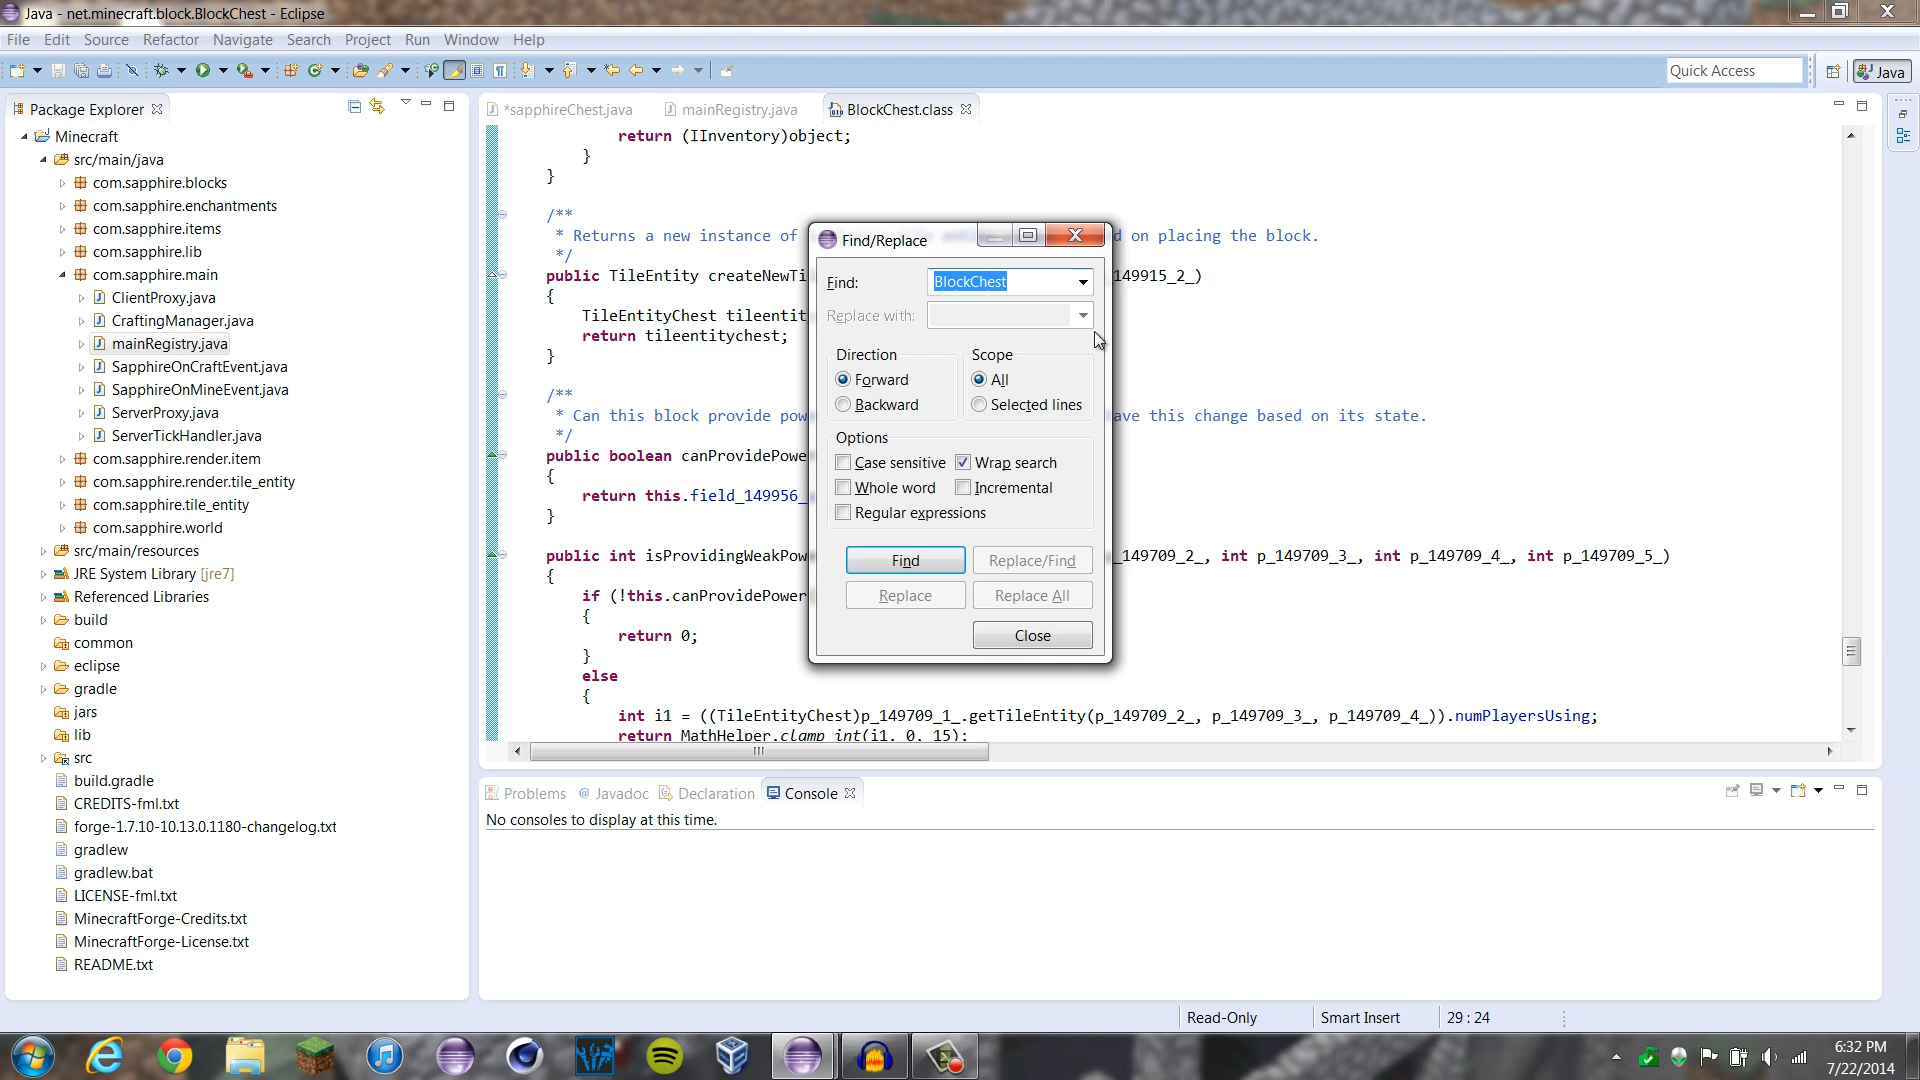 Java - net.minecraft.block.BlockChest - Eclipse
File Edit Source Refactor Navigate Search Project Run Window Help
Quick Access
Java
Package Explorer
*sapphireChest.java
mainRegistry.java
BlockChest.class
Minecraft
src/main/java
com.sapphire.blocks
com.sapphire.enchantments
com.sapphire.items
com.sapphire.lib
com.sapphire.main
ClientProxy.java
CraftingManager.java
mainRegistry.java
SapphireOnCraftEvent.java
SapphireOnMineEvent.java
ServerProxy.java
ServerTickHandler.java
com.sapphire.render.item
com.sapphire.render.tile_entity
com.sapphire.tile_entity
com.sapphire.world
src/main/resources
JRE System Library [jre7]
Referenced Libraries
build
common
eclipse
gradle
jars
lib
src
build.gradle
CREDITS-fml.txt
forge-1.7.10-10.13.0.1180-changelog.txt
gradlew
gradlew.bat
LICENSE-fml.txt
MinecraftForge-Credits.txt
MinecraftForge-License.txt
README.txt
return (IInventory)object;
}
}
/**
* Returns a new instance of d on placing the block.
*/
public TileEntity createNewTi 149915_2_)
{
TileEntityChest tileentit
return tileentitychest;
}
/**
* Can this block provide pow ave this change based on its state.
*/
public boolean canProvidePowe
{
return this.field_149956_
}
public int isProvidingWeakPow _149709_2_, int p_149709_3_, int p_149709_4_, int p_149709_5_)
{
if (!this.canProvidePower
{
return 0;
}
else
{
int i1 = ((TileEntityChest)p_149709_1_.getTileEntity(p_149709_2_, p_149709_3_, p_149709_4_)).numPlayersUsing;
return MathHelper.clamp_int(i1, 0, 15);
Find/Replace
Find: BlockChest
Replace with:
Direction
Forward
Backward
Scope
All
Selected lines
Options
Case sensitive
Wrap search
Whole word
Incremental
Regular expressions
Find
Replace/Find
Replace
Replace All
Close
Problems
@ Javadoc
Declaration
Console
No consoles to display at this time.
Read-Only
Smart Insert
29 : 24
6:32 PM
7/22/2014